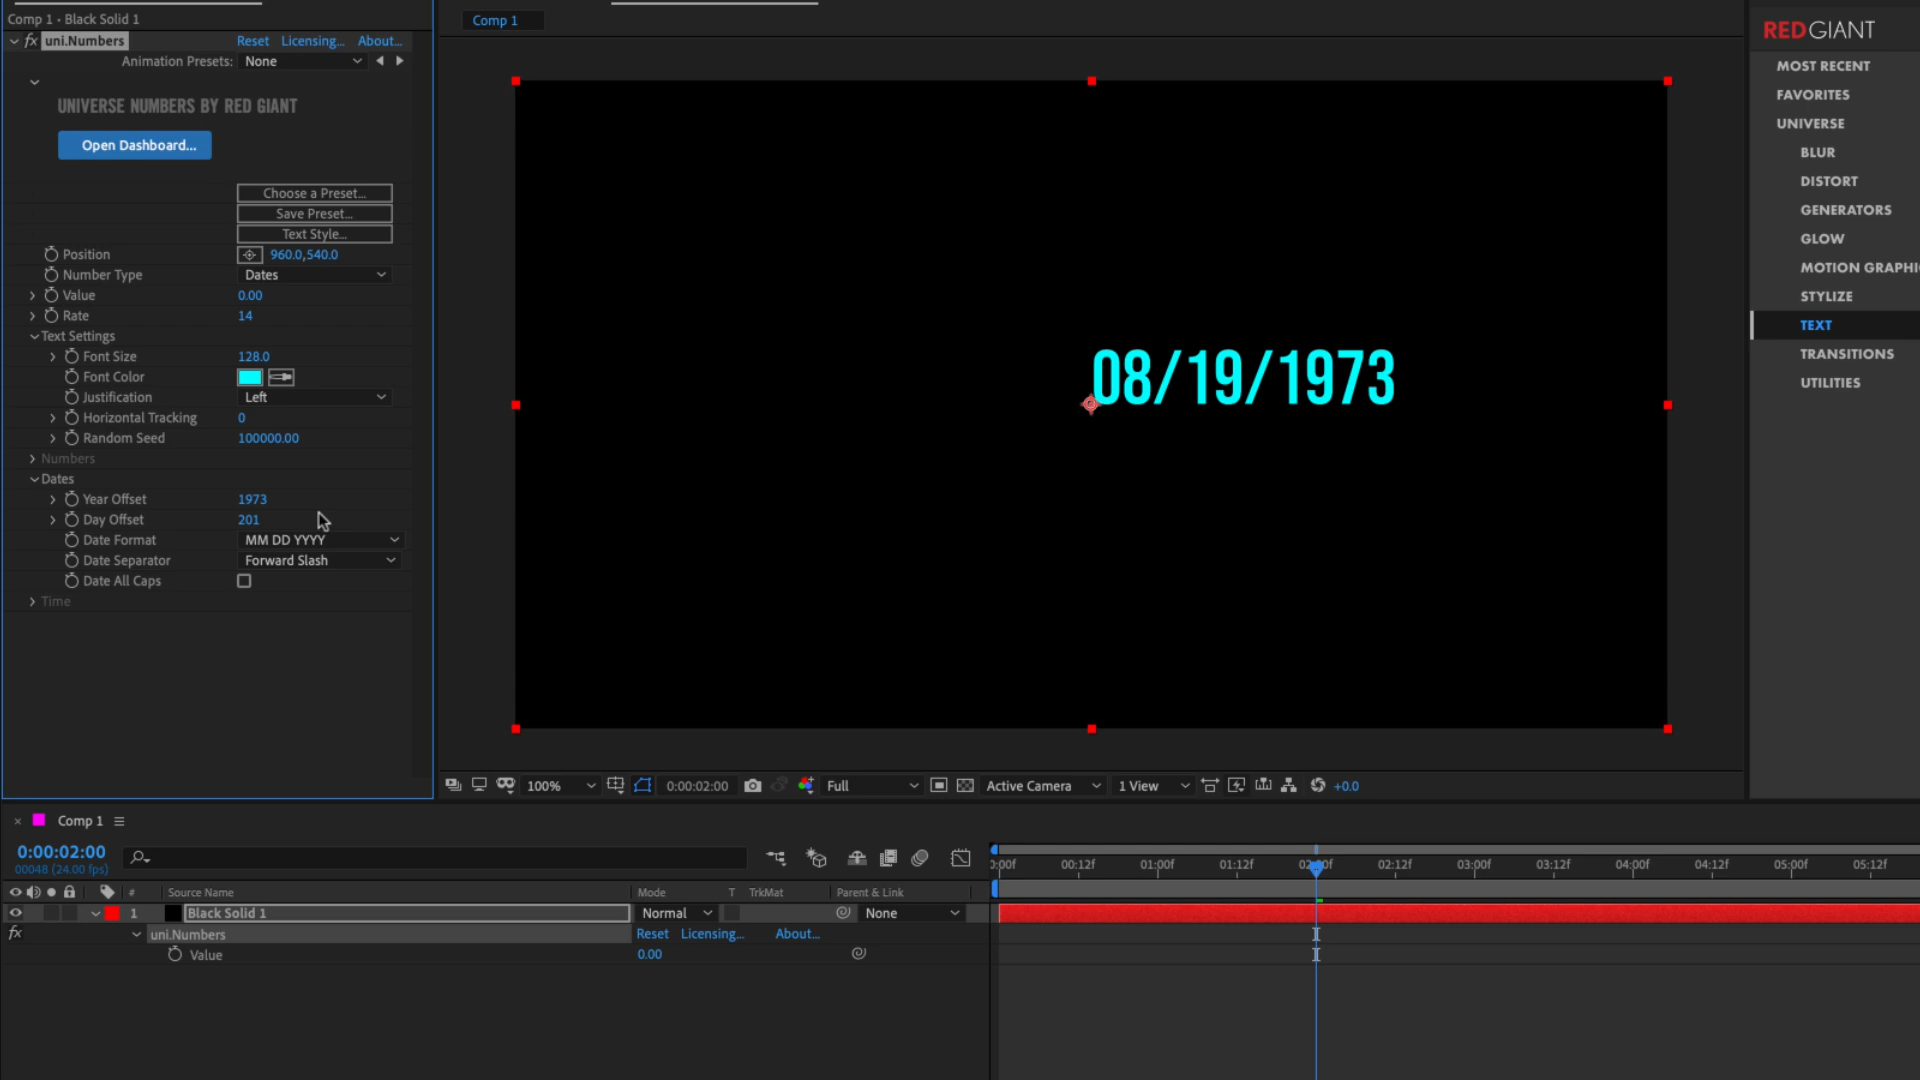 Comp 1 • Black Solid 1
fx uni.Numbers Reset Licensing... About...
Animation Presets: None
UNIVERSE NUMBERS BY RED GIANT
Open Dashboard...
Choose a Preset...
Save Preset...
Text Style...
Position 960.0,540.0
Number Type Dates
Value 0.00
Rate 14
Text Settings
Font Size 128.0
Font Color
Justification Left
Horizontal Tracking 0
Random Seed 100000.00
Numbers
Dates
Year Offset 1973
Day Offset 201
Date Format MM DD YYYY
Date Separator Forward Slash
Date All Caps
Time
Comp 1
08/19/1973
100% 0:00:02:00 Full Active Camera 1 View +0.0
RED GIANT
MOST RECENT
FAVORITES
UNIVERSE
BLUR
DISTORT
GENERATORS
GLOW
MOTION GRAPHI
STYLIZE
TEXT
TRANSITIONS
UTILITIES
× Comp 1
0:00:02:00
00048 (24.00 fps)
):00f 00:12f 01:00f 01:12f 02:00f 02:12f 03:00f 03:12f 04:00f 04:12f 05:00f 05:12f
# Source Name Mode T TrkMat Parent & Link
1 Black Solid 1 Normal None
fx uni.Numbers Reset Licensing... About...
Value 0.00